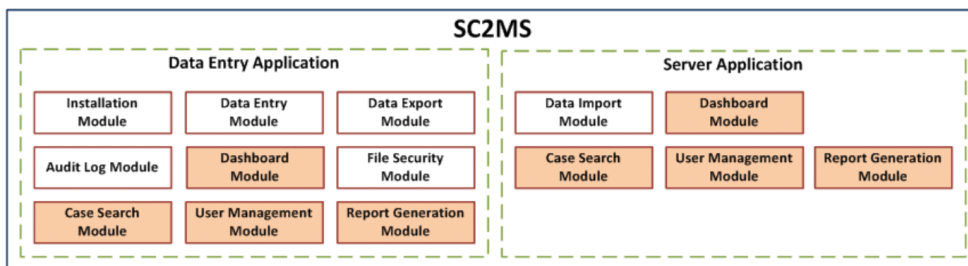 SC2MS
Data Entry Application
Installation
Module
Data Entry
Module
Data Export
Module
Audit Log Module
Dashboard
Module
File Security
Module
Case Search
Module
User Management
Module
Report Generation
Module
Server Application
Data Import
Module
Dashboard
Module
Case Search
Module
User Management
Module
Report Generation
Module